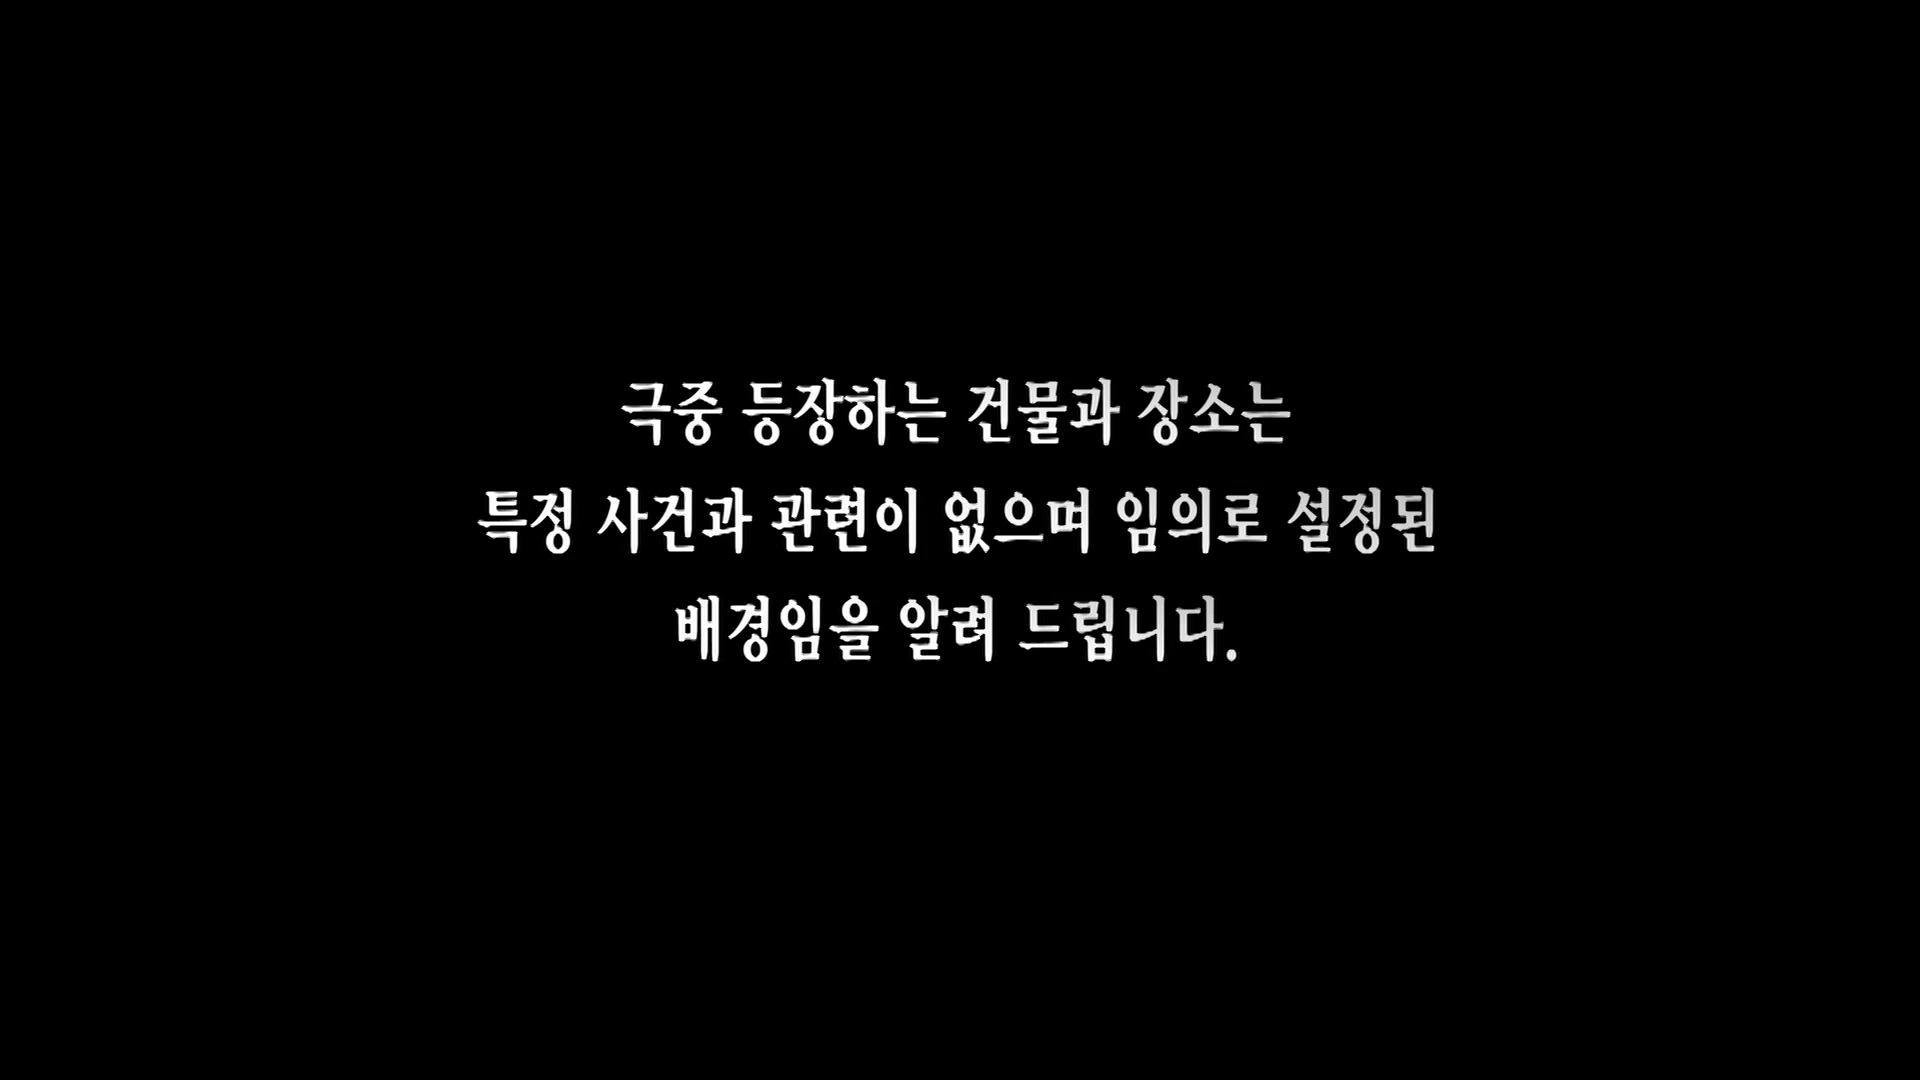 극중 등장하는 건물과 장소는
특정 사건과 관련이 없으며 임의로 설정된
배경임을 알려 드립니다.